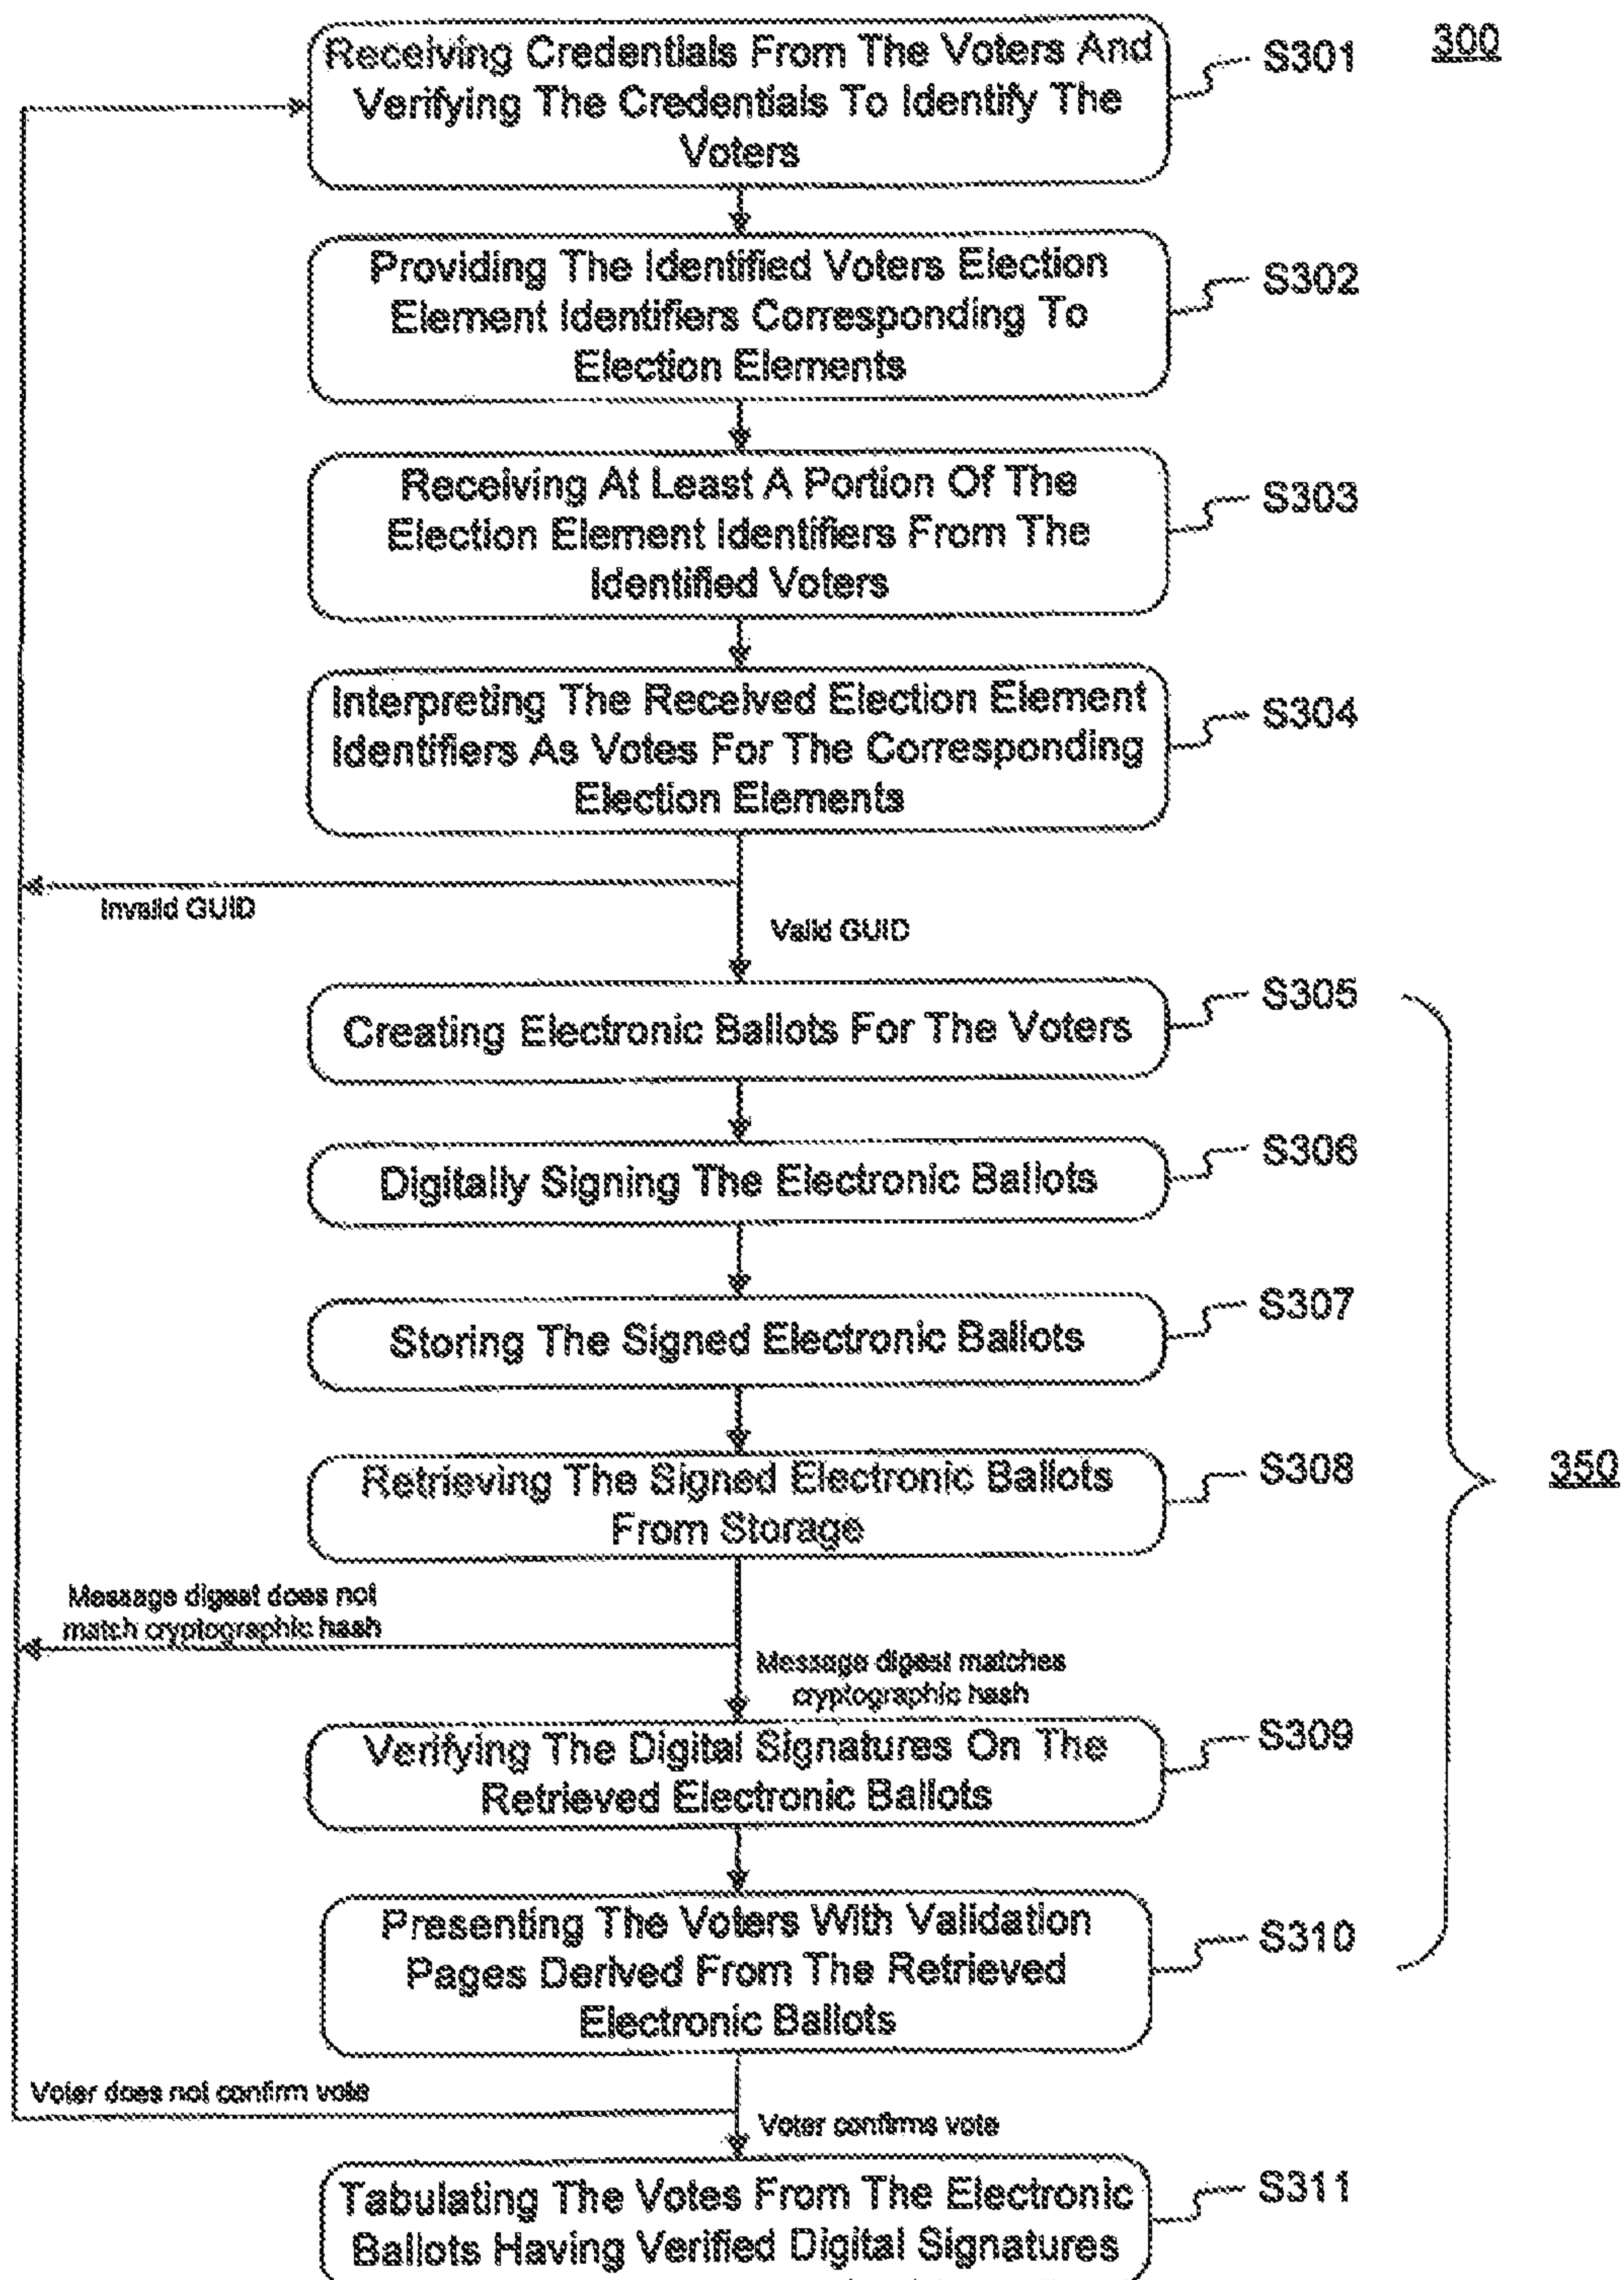 300
Receiving Credentials From The Voters And
Verifying The Credentials To Identify The
Voters
S301
Providing The Identified Voters Election
Element Identifiers Corresponding To
Election Elements
S302
Receiving At Least A Portion Of The
Election Element Identifiers From The
Identified Voters
S303
Interpreting The Received Election Element
Identifiers As Votes For The Corresponding
Election Elements
S304
Invalid GUID
Valid GUID
Creating Electronic Ballots For The Voters
S305
Digitally Signing The Electronic Ballots
S306
Storing The Signed Electronic Ballots
S307
Retrieving The Signed Electronic Ballots
From Storage
S308
350
Message digest does not
match cryptographic hash
Message digest matches
cryptographic hash
Verifying The Digital Signatures On The
Retrieved Electronic Ballots
S309
Presenting The Voters With Validation
Pages Derived From The Retrieved
Electronic Ballots
S310
Voter does not confirm vote
Voter confirms vote
Tabulating The Votes From The Electronic
Ballots Having Verified Digital Signatures
S311